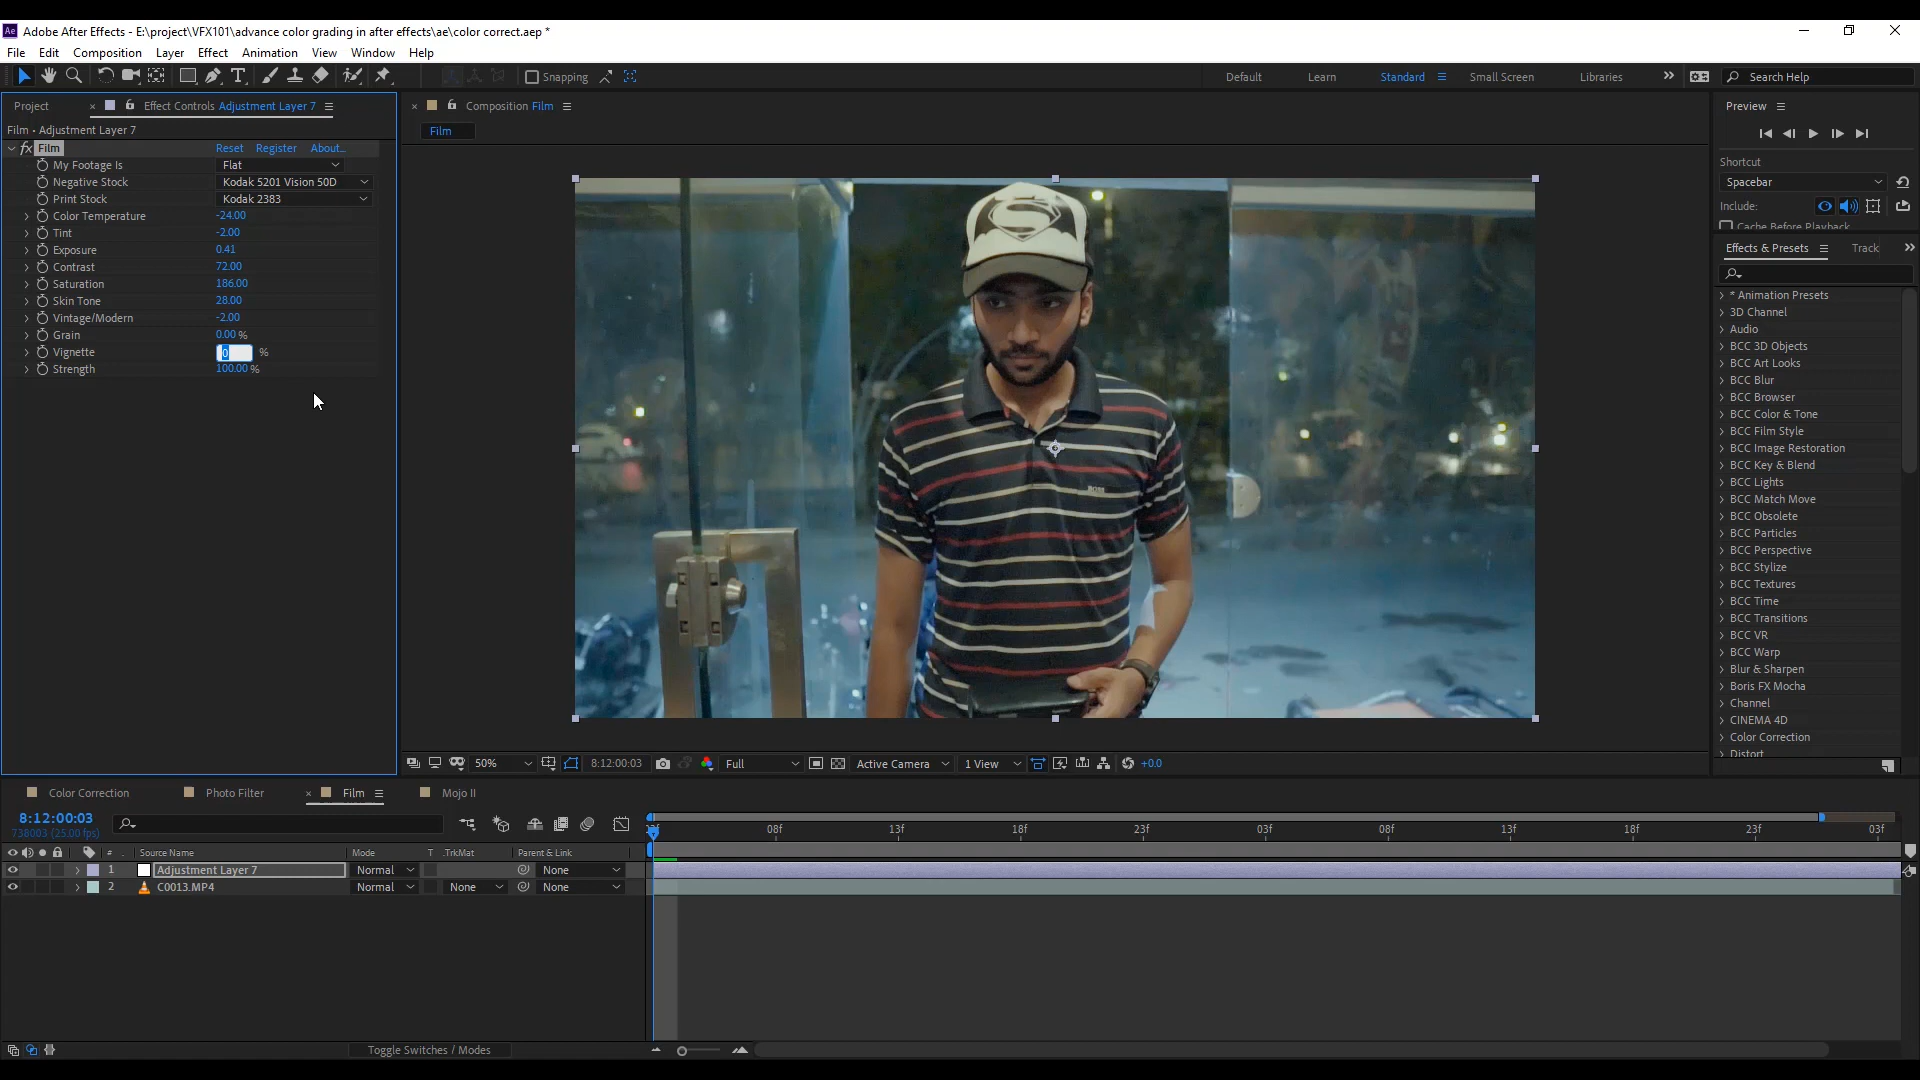 Ae Adobe After Effects - E:\project\VFX101\advance color grading in after effects\ae\color correct.aep *
File Edit Composition Layer Effect Animation View Window Help
Snapping Default Learn Standard Small Screen Libraries Search Help
Project Effect Controls Adjustment Layer 7
Composition Film
Film • Adjustment Layer 7
Film
fx Film Reset Register About...
My Footage Is Flat
Negative Stock Kodak 5201 Vision 50D
Print Stock Kodak 2383
Color Temperature -24.00
Tint -2.00
Exposure 0.41
Contrast 72.00
Saturation 186.00
Skin Tone 28.00
Vintage/Modern -2.00
Grain 0.00 %
Vignette 0 %
Strength 100.00 %
S
BOSS
50% 8:12:00:03 Full Active Camera 1 View +0.0
Preview
Shortcut
Spacebar
Include:
Cache Before Playback
Effects & Presets Track
* Animation Presets
3D Channel
Audio
BCC 3D Objects
BCC Art Looks
BCC Blur
BCC Browser
BCC Color & Tone
BCC Film Style
BCC Image Restoration
BCC Key & Blend
BCC Lights
BCC Match Move
BCC Obsolete
BCC Particles
BCC Perspective
BCC Stylize
BCC Textures
BCC Time
BCC Transitions
BCC VR
BCC Warp
Blur & Sharpen
Boris FX Mocha
Channel
CINEMA 4D
Color Correction
Distort
Color Correction Photo Filter Film Mojo II
8:12:00:03
738003 (25.00 fps)
08f 13f 18f 23f 03f 08f 13f 18f 23f 03f
# Source Name Mode T .TrkMat Parent & Link
1 Adjustment Layer 7 Normal None
2 C0013.MP4 Normal None None
Toggle Switches / Modes